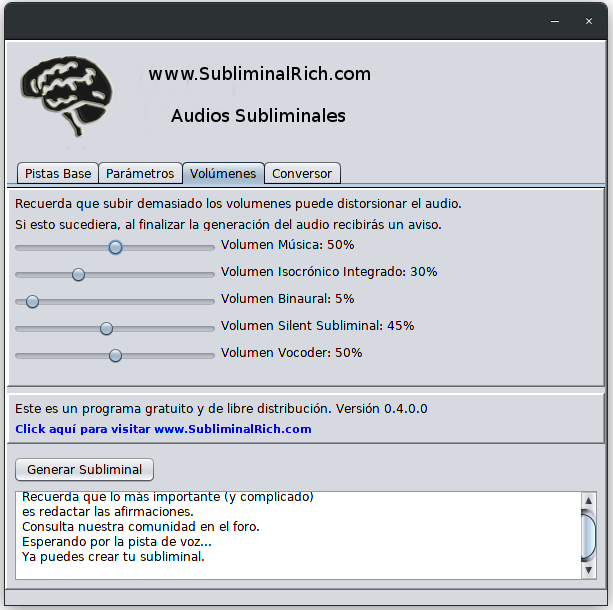 www.SubliminalRich.com
Audios Subliminales
Pistas Base
Parámetros
Volúmenes
Conversor
Recuerda que subir demasiado los volumenes puede distorsionar el audio.
Si esto sucediera, al finalizar la generación del audio recibirás un aviso.
Volumen Música: 50%
Volumen Isocrónico Integrado: 30%
Volumen Binaural: 5%
Volumen Silent Subliminal: 45%
Volumen Vocoder: 50%
Este es un programa gratuito y de libre distribución. Versión 0.4.0.0
Click aquí para visitar www.SubliminalRich.com
Generar Subliminal
Recuerda que lo más importante (y complicado)
es redactar las afirmaciones.
Consulta nuestra comunidad en el foro.
Esperando por la pista de voz...
Ya puedes crear tu subliminal.